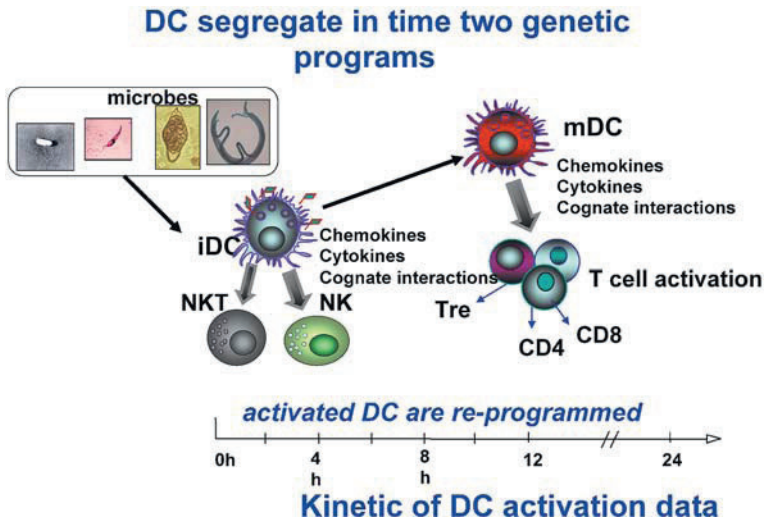 DC segregate in time two genetic
programs
microbes
mDC
Chemokines
Cytokines
Cognate interactions
iDC
Chemokines
Cytokines
Cognate interactions
T cell activation
NKT
NK
Tre
CD4
CD8
activated DC are re-programmed
0h
4
h
8
h
12
24
Kinetic of DC activation data